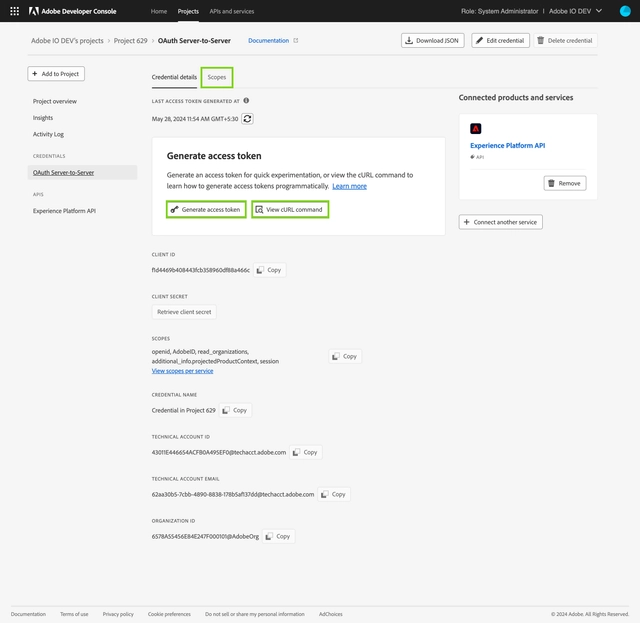 Adobe Developer Console
Home
Projects
APIs and services
Role: System Administrator | Adobe IO DEV
Adobe IO DEV's projects > Project 629 > OAuth Server-to-Server
Documentation
Download JSON
Edit credential
Delete credential
+ Add to Project
Project overview
Insights
Activity Log
CREDENTIALS
OAuth Server-to-Server
APIS
Experience Platform API
Credential details
Scopes
LAST ACCESS TOKEN GENERATED AT
May 28, 2024 11:54 AM GMT+5:30
Generate access token
Generate an access token for quick experimentation, or view the cURL command to
learn how to generate access tokens programmatically. Learn more
Generate access token
View cURL command
CLIENT ID
f1d4469b408443fcb358960df88a466c
Copy
CLIENT SECRET
Retrieve client secret
SCOPES
openid, AdobeID, read_organizations,
additional_info.projectedProductContext, session
Copy
View scopes per service
CREDENTIAL NAME
Credential in Project 629
Copy
TECHNICAL ACCOUNT ID
43011E446654ACFB0A495EF0@techacct.adobe.com
Copy
TECHNICAL ACCOUNT EMAIL
62aa30b5-7cbb-4890-8838-178b5af137dd@techacct.adobe.com
Copy
ORGANIZATION ID
6578A55456E84E247F000101@AdobeOrg
Copy
Connected products and services
Experience Platform API
API
Remove
+ Connect another service
Documentation
Terms of use
Privacy policy
Cookie preferences
Do not sell or share my personal information
AdChoices
© 2024 Adobe. All Rights Reserved.